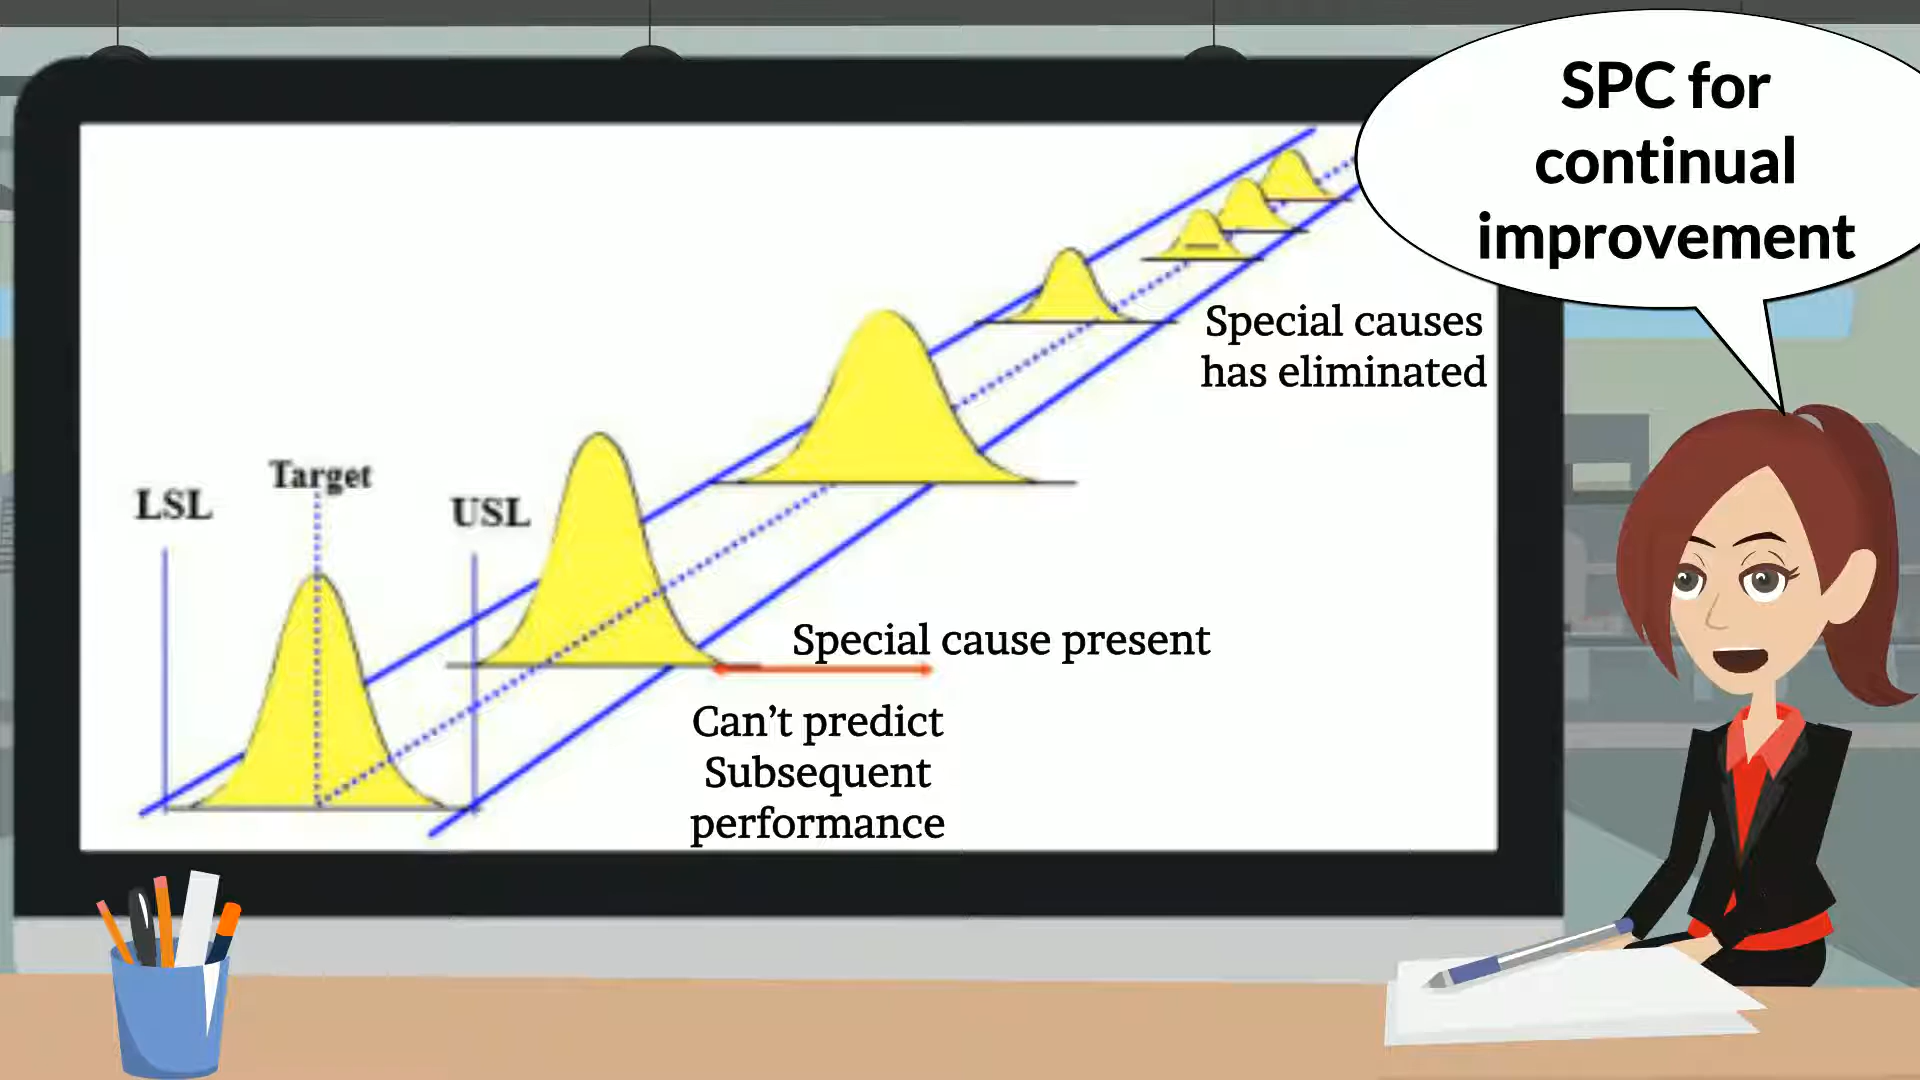 SPC for
continual
improvement
Special causes
has eliminated
Target
LSL
USL
Special cause present
Can't predict
Subsequent
performance